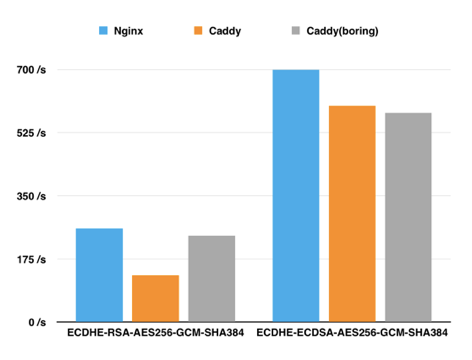 Nginx Caddy Caddy(boring)
700 /s
525 /s
350 /s
175 /s
0 /s
ECDHE-RSA-AES256-GCM-SHA384 ECDHE-ECDSA-AES256-GCM-SHA384